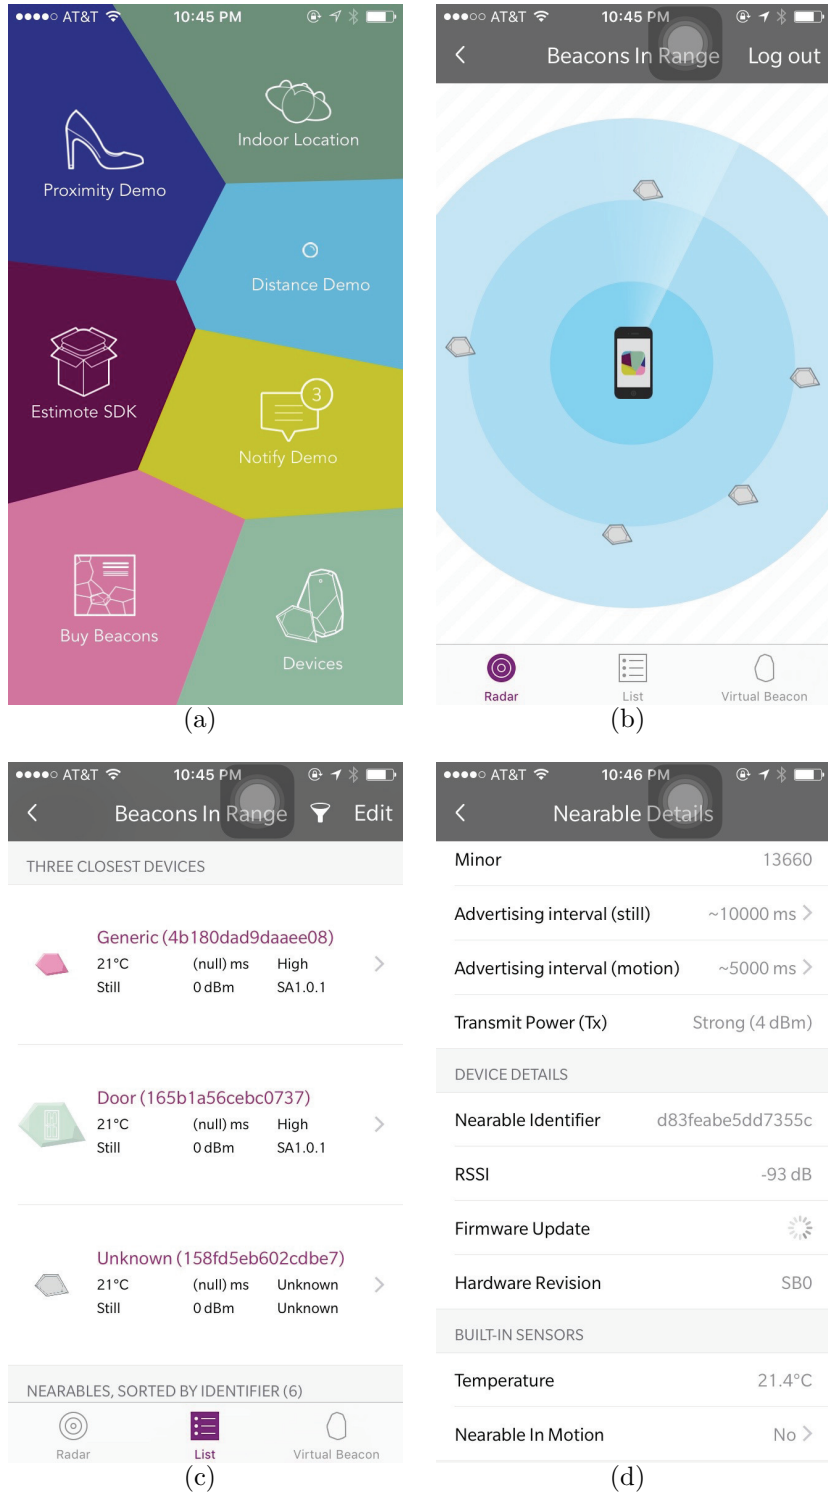 AT&T 10:45 PM
Indoor Location
Proximity Demo
Distance Demo
Estimote SDK
3
Notify Demo
Buy Beacons
Devices
(a)
AT&T 10:45 PM
Beacons In Range Log out
Radar List Virtual Beacon
(b)
AT&T 10:45 PM
Beacons In Range Edit
THREE CLOSEST DEVICES
Generic (4b180dad9daaee08)
21°C (null) ms High
Still 0 dBm SA1.0.1
Door (165b1a56cebc0737)
21°C (null) ms High
Still 0 dBm SA1.0.1
Unknown (158fd5eb602cdbe7)
21°C (null) ms Unknown
Still 0 dBm Unknown
NEARABLES, SORTED BY IDENTIFIER (6)
Radar List Virtual Beacon
(c)
AT&T 10:46 PM
Nearable Details
Minor 13660
Advertising interval (still) ~10000 ms
Advertising interval (motion) ~5000 ms
Transmit Power (Tx) Strong (4 dBm)
DEVICE DETAILS
Nearable Identifier d83feabe5dd7355c
RSSI -93 dB
Firmware Update
Hardware Revision SB0
BUILT-IN SENSORS
Temperature 21.4°C
Nearable In Motion No
(d)